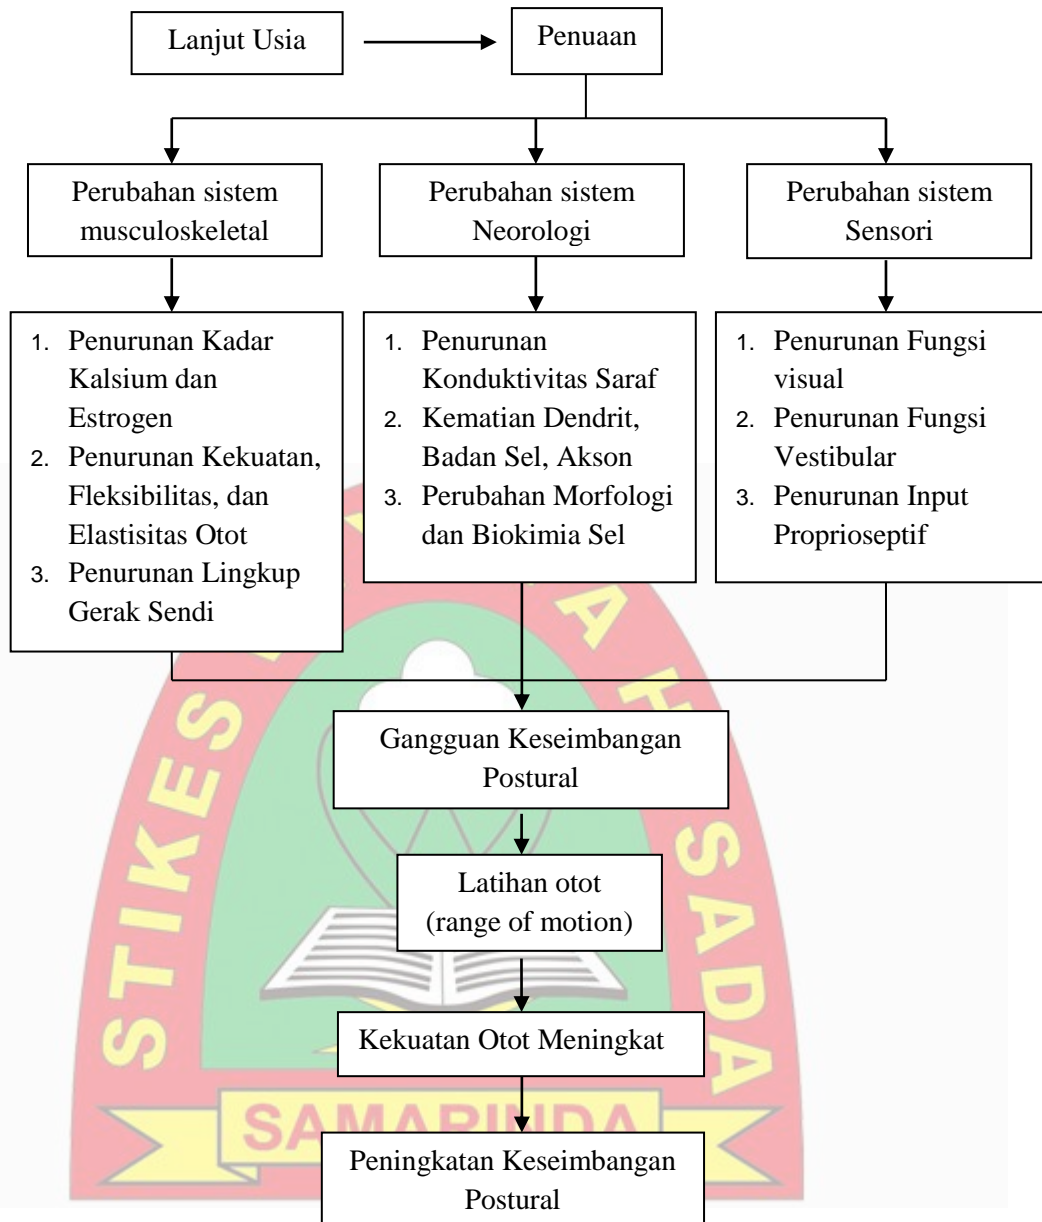 Lanjut Usia
Penuaan
Perubahan sistem
musculoskeletal
Perubahan sistem
Neorologi
Perubahan sistem
Sensori
1. Penurunan Kadar
Kalsium dan
Estrogen
2. Penurunan Kekuatan,
Fleksibilitas, dan
Elastisitas Otot
3. Penurunan Lingkup
Gerak Sendi
1. Penurunan
Konduktivitas Saraf
2. Kematian Dendrit,
Badan Sel, Akson
3. Perubahan Morfologi
dan Biokimia Sel
1. Penurunan Fungsi
visual
2. Penurunan Fungsi
Vestibular
3. Penurunan Input
Proprioseptif
Gangguan Keseimbangan
Postural
Latihan otot
(range of motion)
Kekuatan Otot Meningkat
Peningkatan Keseimbangan
Postural
STIKES
SADA
SAMARINDA